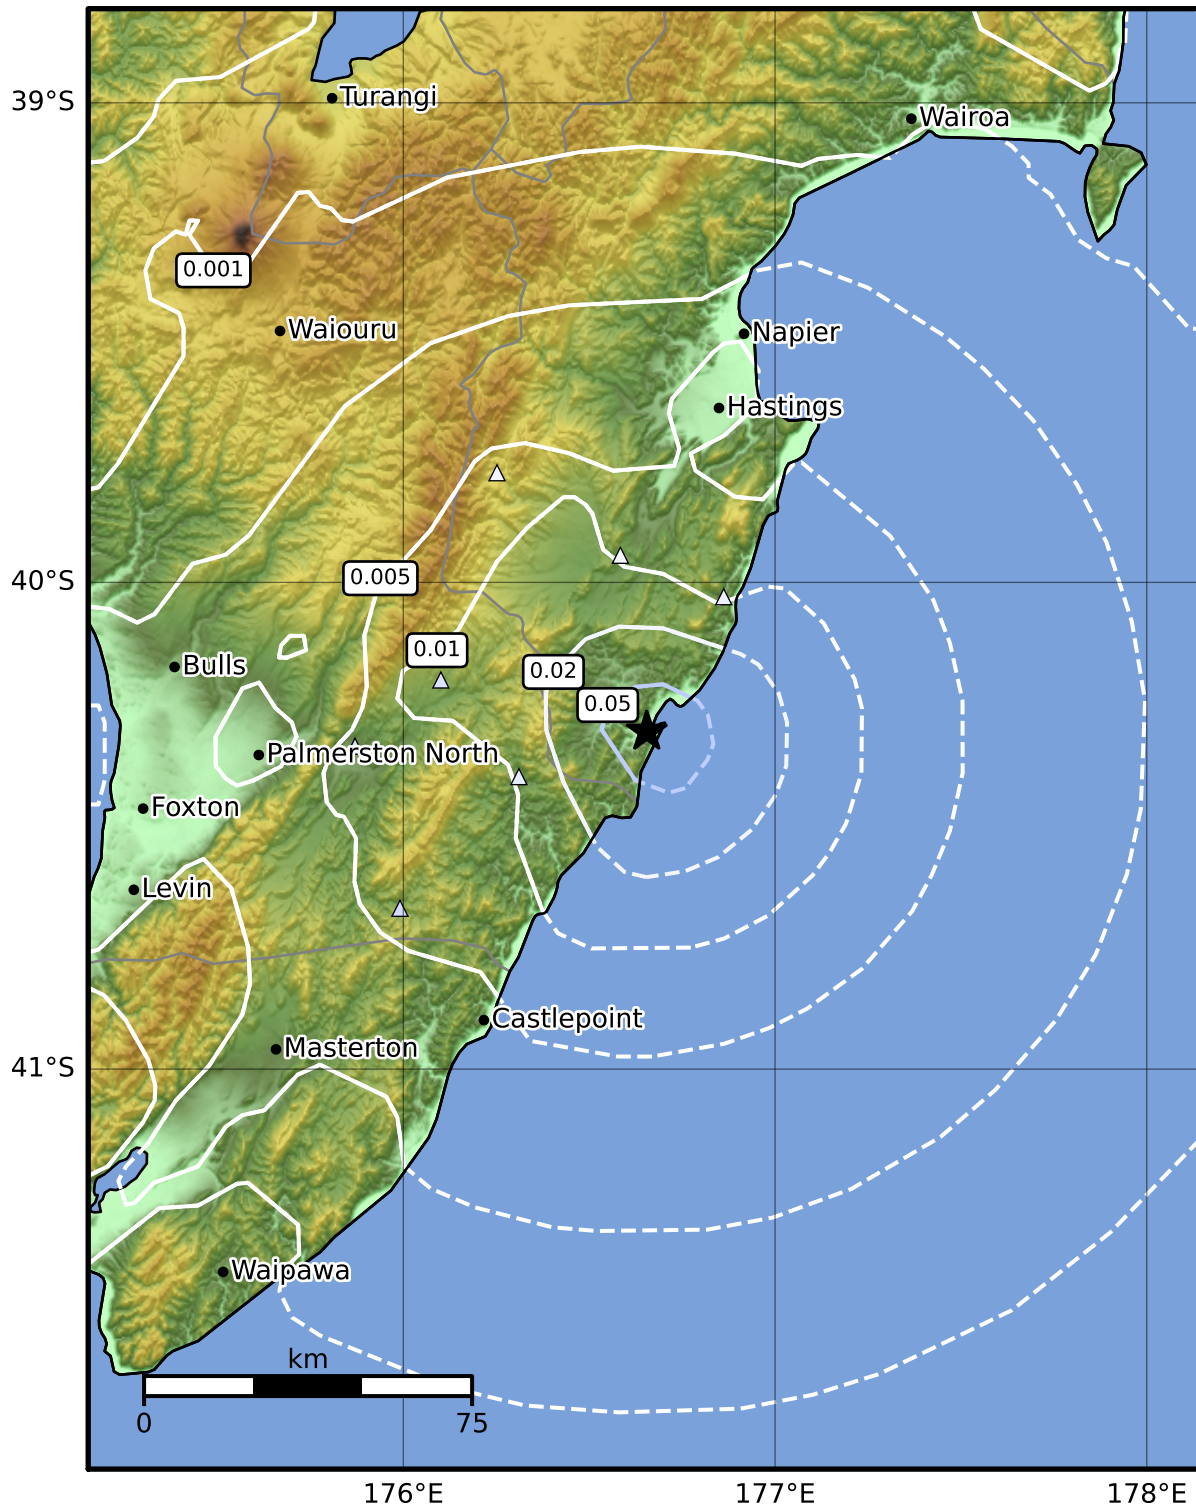 39°S
Turangi
Wairoa
0.001
Waiouru
Napier
Hastings
40°S
0.005
0.01
Bulls
0.02
0.05
Palmerston North
Foxton
Levin
Castlepoint
Masterton
41°S
Waipawa
km
0
75
176°E
177°E
178°E